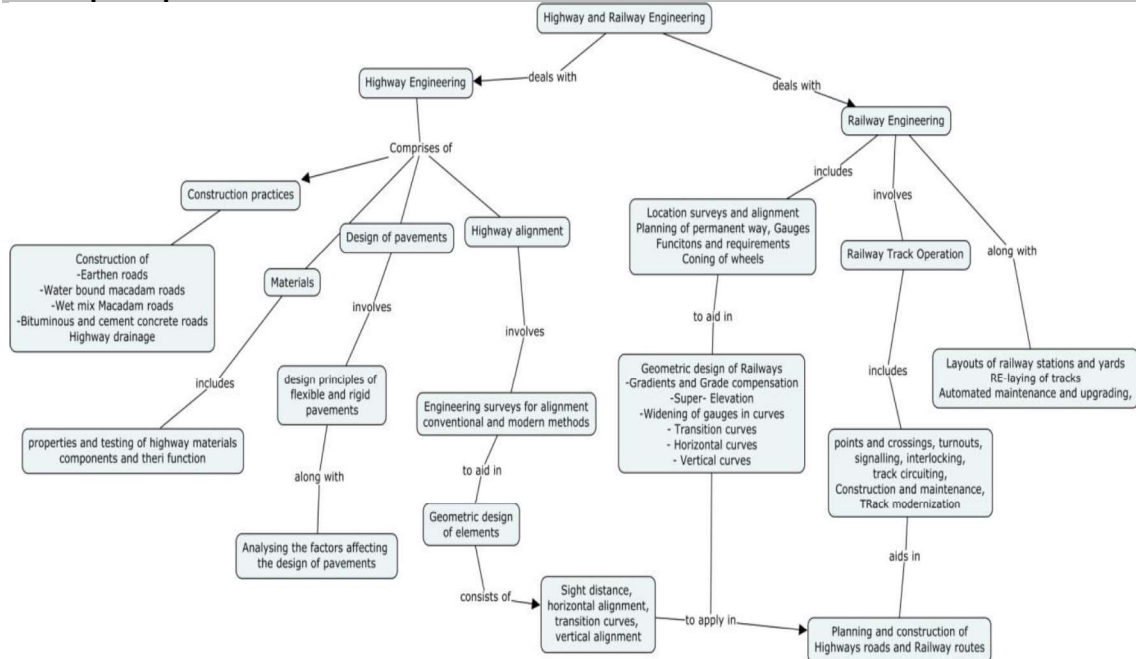 Highway and Railway Engineering
deals with
deals with
Highway Engineering
Railway Engineering
Comprises of
includes
involves
along with
Construction practices
Design of pavements
Highway alignment
Materials
Location surveys and alignment
Planning of permanent way, Gauges
Funcitons and requirements
Coning of wheels
Railway Track Operation
Construction of
-Earthen roads
-Water bound macadam roads
-Wet mix Macadam roads
-Bituminous and cement concrete roads
Highway drainage
involves
involves
to aid in
includes
includes
Layouts of railway stations and yards
RE-laying of tracks
Automated maintenance and upgrading,
design principles of
flexible and rigid
pavements
Engineering surveys for alignment
conventional and modern methods
Geometric design of Railways
-Gradients and Grade compensation
-Super- Elevation
-Widening of gauges in curves
- Transition curves
- Horizontal curves
- Vertical curves
properties and testing of highway materials
components and theri function
points and crossings, turnouts,
signalling, interlocking,
track circuiting,
Construction and maintenance,
TRack modernization
along with
to aid in
Geometric design
of elements
Analysing the factors affecting
the design of pavements
aids in
consists of
Sight distance,
horizontal alignment,
transition curves,
vertical alignment
to apply in
Planning and construction of
Highways roads and Railway routes